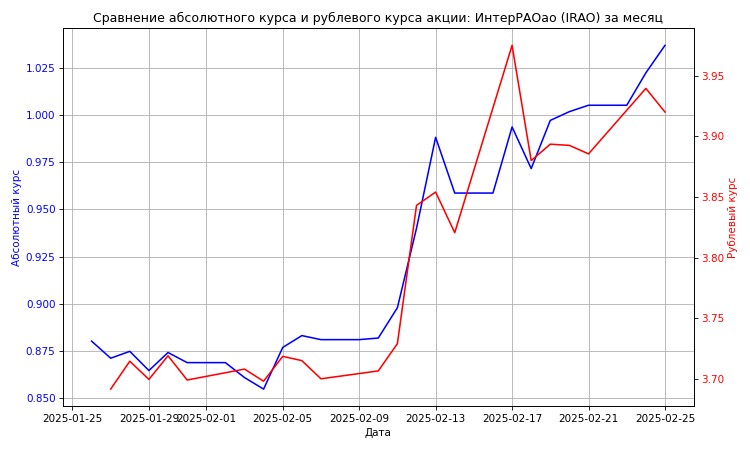 Сравнение абсолютного курса и рублевого курса акции: ИнтерРАОао (IRAO) за месяц
Абсолютный курс
1.025
1.000
0.975
0.950
0.925
0.900
0.875
0.850
3.95
3.90
3.85
3.80
3.75
3.70
Рублевый курс
2025-01-25 2025-01-29 2025-02-01 2025-02-05 2025-02-09 2025-02-13 2025-02-17 2025-02-21 2025-02-25
Дата